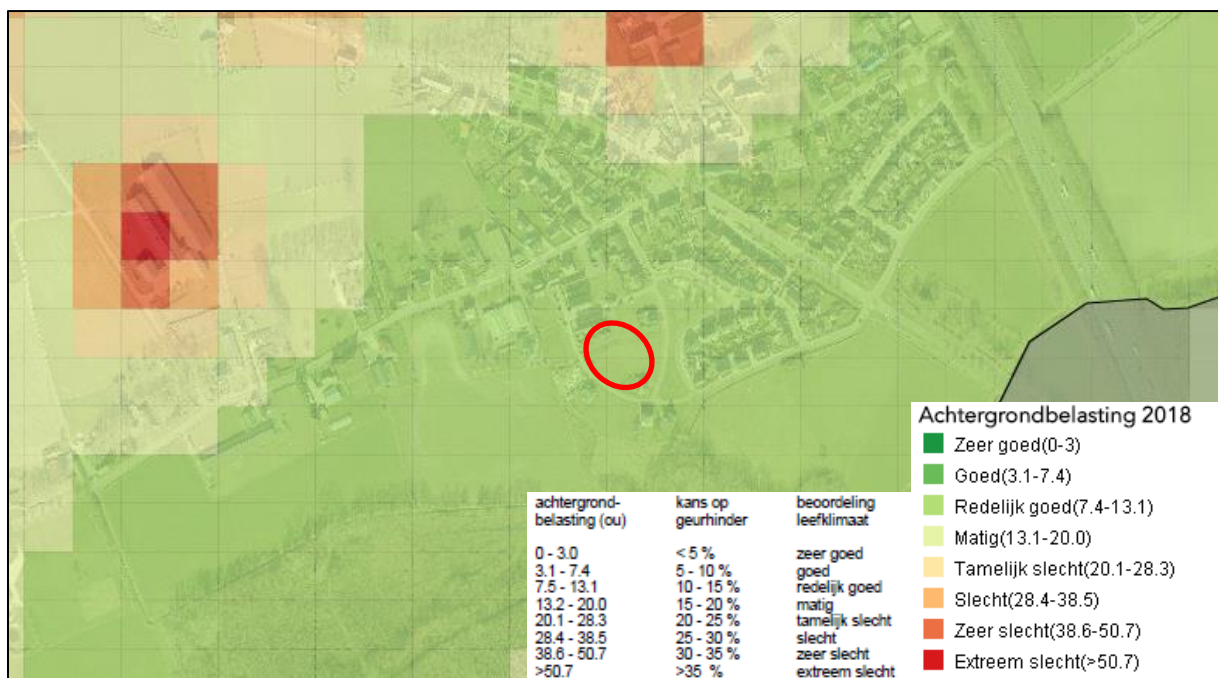 Achtergrondbelasting 2018
Zeer goed(0-3)
Goed(3.1-7.4)
Redelijk goed(7.4-13.1)
Matig(13.1-20.0)
Tamelijk slecht(20.1-28.3)
Slecht(28.4-38.5)
Zeer slecht(38.6-50.7)
Extreem slecht(>50.7)
achtergrond- kans op beoordeling
belasting (ou) geurhinder leefklimaat
0 - 3.0 < 5 % zeer goed
3.1 - 7.4 5 - 10 % goed
7.5 - 13.1 10 - 15 % redelijk goed
13.2 - 20.0 15 - 20 % matig
20.1 - 28.3 20 - 25 % tamelijk slecht
28.4 - 38.5 25 - 30 % slecht
38.6 - 50.7 30 - 35 % zeer slecht
>50.7 >35 % extreem slecht